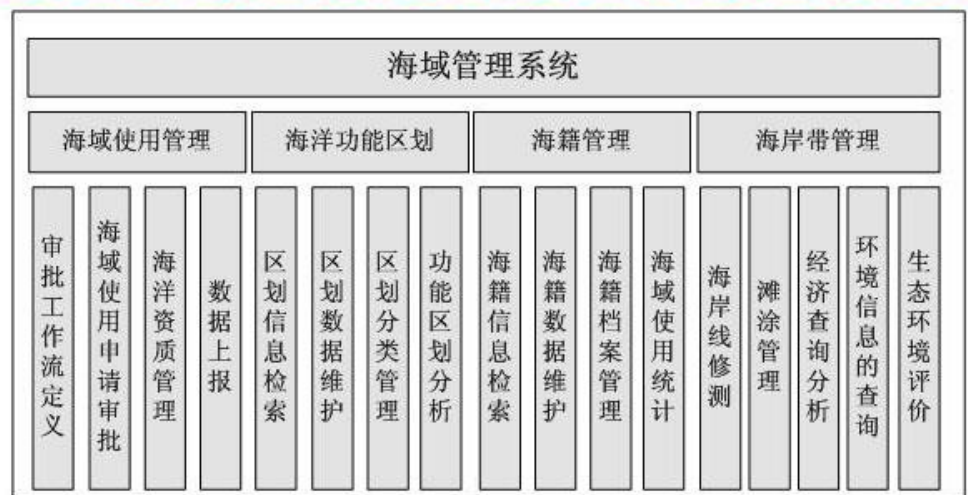 海域管理系统
海域使用管理
海洋功能区划
海籍管理
海岸带管理
审批工作流定义
海域使用申请审批
海洋资质管理
数据上报
区划信息检索
区划数据维护
区划分类管理
功能区划分析
海籍信息检索
海籍数据维护
海籍档案管理
海域使用统计
海岸线修测
滩涂管理
经济查询分析
环境信息的查询
生态环境评价